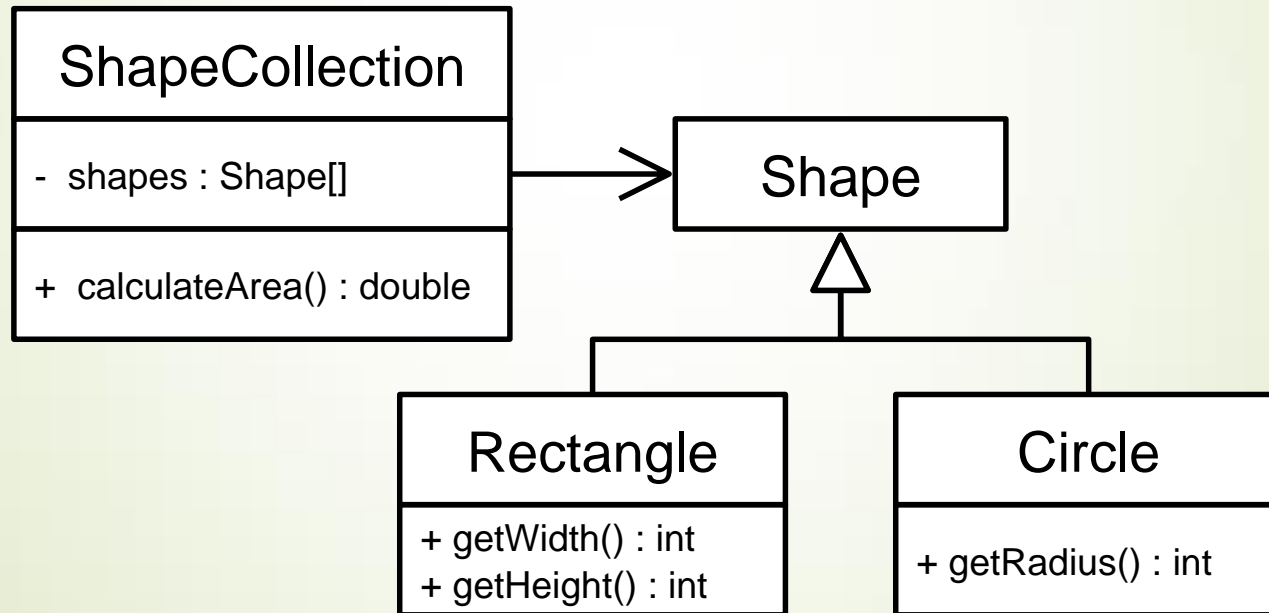 ShapeCollection
- shapes : Shape[]
+ calculateArea() : double
Shape
Rectangle
+ getWidth() : int
+ getHeight() : int
Circle
+ getRadius() : int